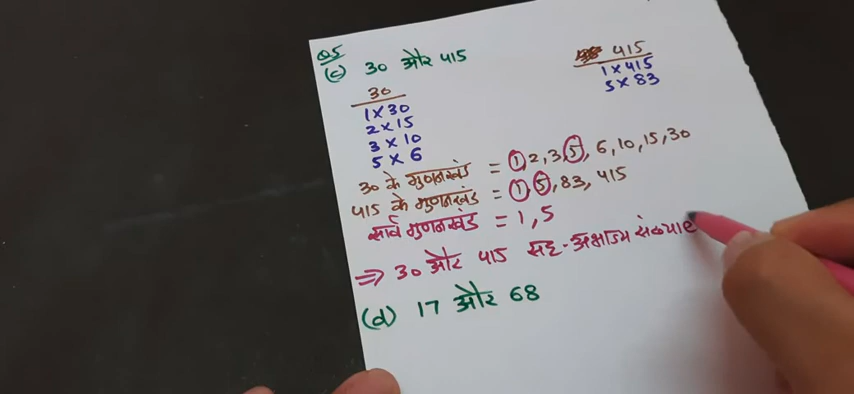 Q5
(c) 30 और 415
30
1 × 30
2 × 15
3 × 10
5 × 6
415
1 × 415
5 × 83
30 के गुणनखंड = 1, 2, 3, 5, 6, 10, 15, 30
415 के गुणनखंड = 1, 5, 83, 415
सार्व गुणनखंड = 1, 5
⇒ 30 और 415 सह-अभाज्य संख्याए
(d) 17 और 68